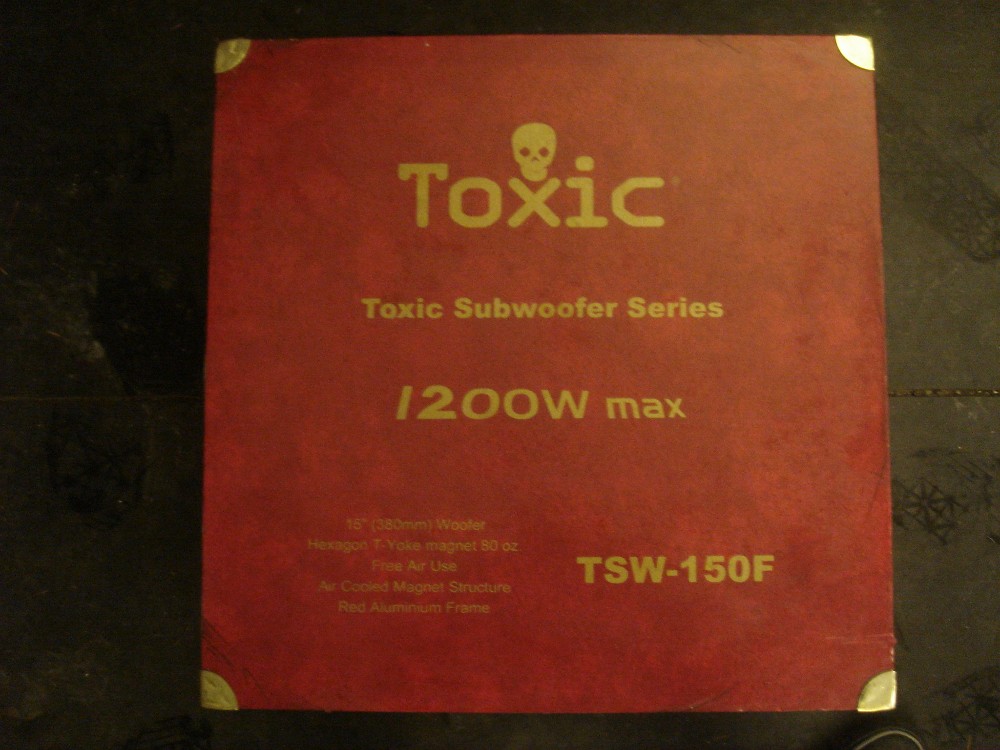 Toxic
Toxic Subwoofer Series
1200W max
15" (380mm) Woofer
Hexagon T-Yoke magnet 80 oz
Free Air Use
Air Cooled Magnet Structure
Red Aluminium Frame
TSW-150F